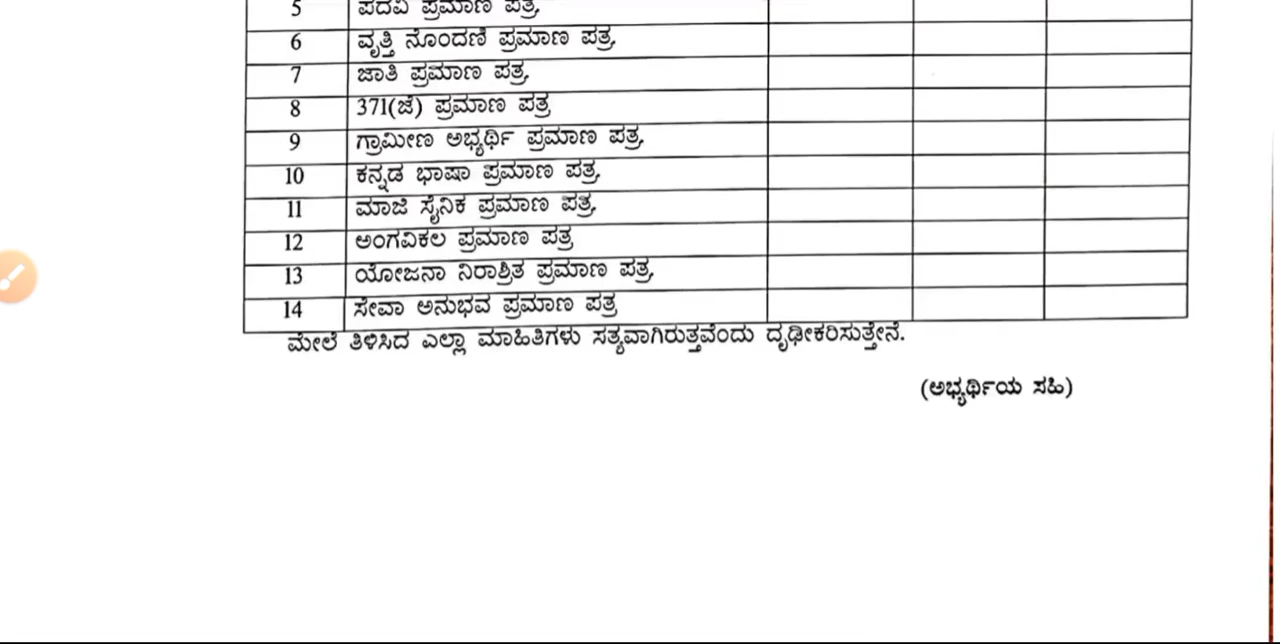 5 ಪದವಿ ಪ್ರಮಾಣ ಪತ್ರ.
6 ವೃತ್ತಿ ನೊಂದಣಿ ಪ್ರಮಾಣ ಪತ್ರ.
7 ಜಾತಿ ಪ್ರಮಾಣ ಪತ್ರ.
8 371(ಜೆ) ಪ್ರಮಾಣ ಪತ್ರ
9 ಗ್ರಾಮೀಣ ಅಭ್ಯರ್ಥಿ ಪ್ರಮಾಣ ಪತ್ರ.
10 ಕನ್ನಡ ಭಾಷಾ ಪ್ರಮಾಣ ಪತ್ರ.
11 ಮಾಜಿ ಸೈನಿಕ ಪ್ರಮಾಣ ಪತ್ರ.
12 ಅಂಗವಿಕಲ ಪ್ರಮಾಣ ಪತ್ರ
13 ಯೋಜನಾ ನಿರಾಶ್ರಿತ ಪ್ರಮಾಣ ಪತ್ರ.
14 ಸೇವಾ ಅನುಭವ ಪ್ರಮಾಣ ಪತ್ರ
ಮೇಲೆ ತಿಳಿಸಿದ ಎಲ್ಲಾ ಮಾಹಿತಿಗಳು ಸತ್ಯವಾಗಿರುತ್ತವೆಂದು ದೃಢೀಕರಿಸುತ್ತೇನೆ.
(ಅಭ್ಯರ್ಥಿಯ ಸಹಿ)